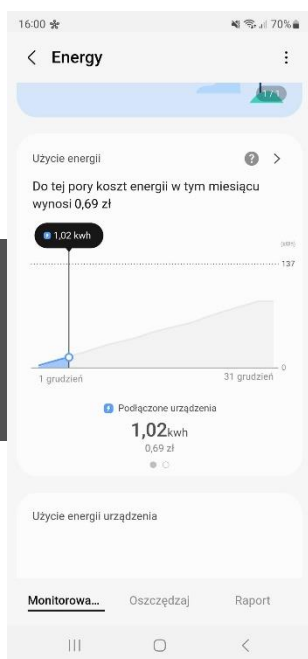 16:00
70%
Energy
1/1
Użycie energii
Do tej pory koszt energii w tym miesiącu
wynosi 0,69 zł
1,02 kwh
137
0
1 grudzień
31 grudzień
Podłączone urządzenia
1,02kwh
0,69 zł
Użycie energii urządzenia
Monitorowa...
Oszczędzaj
Raport